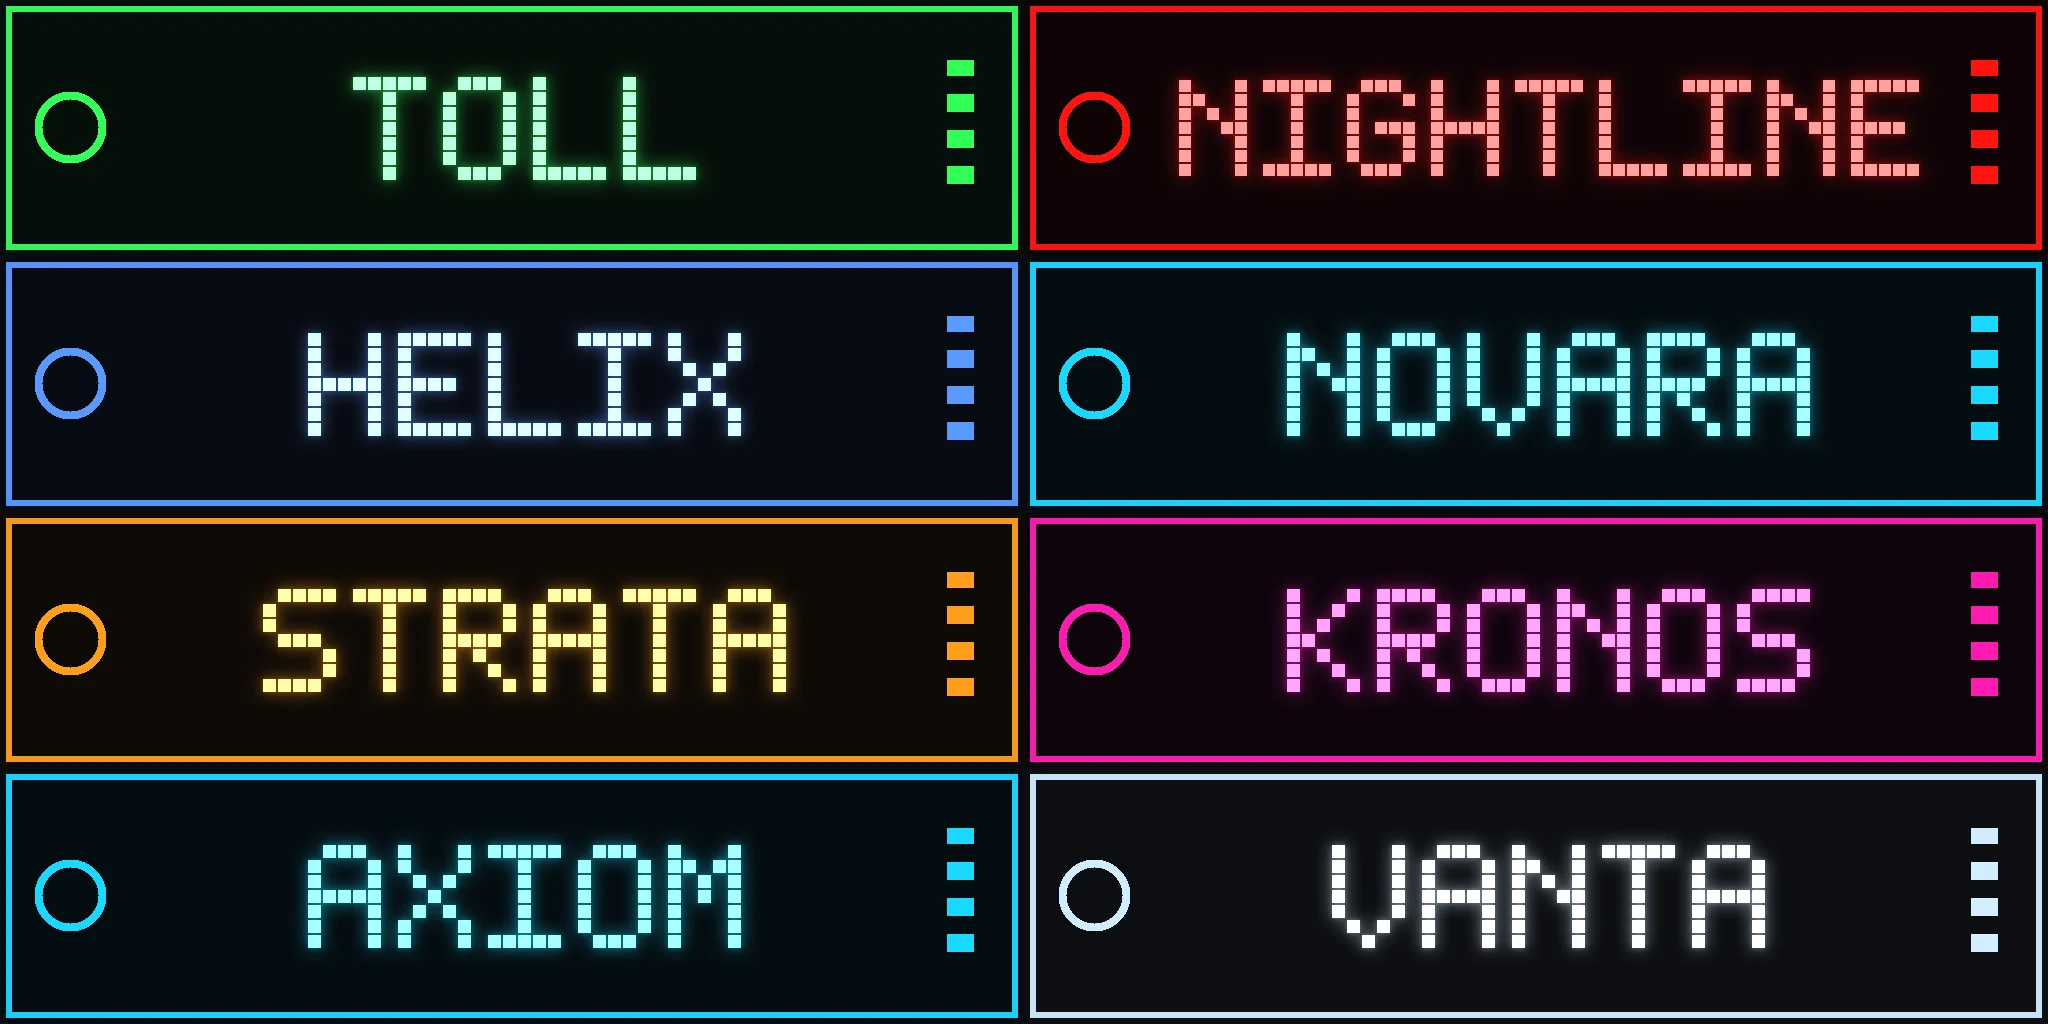 TOLL
NIGHTLINE
HELIX
NOVARA
STRATA
KRONOS
AXIOM
VANTA